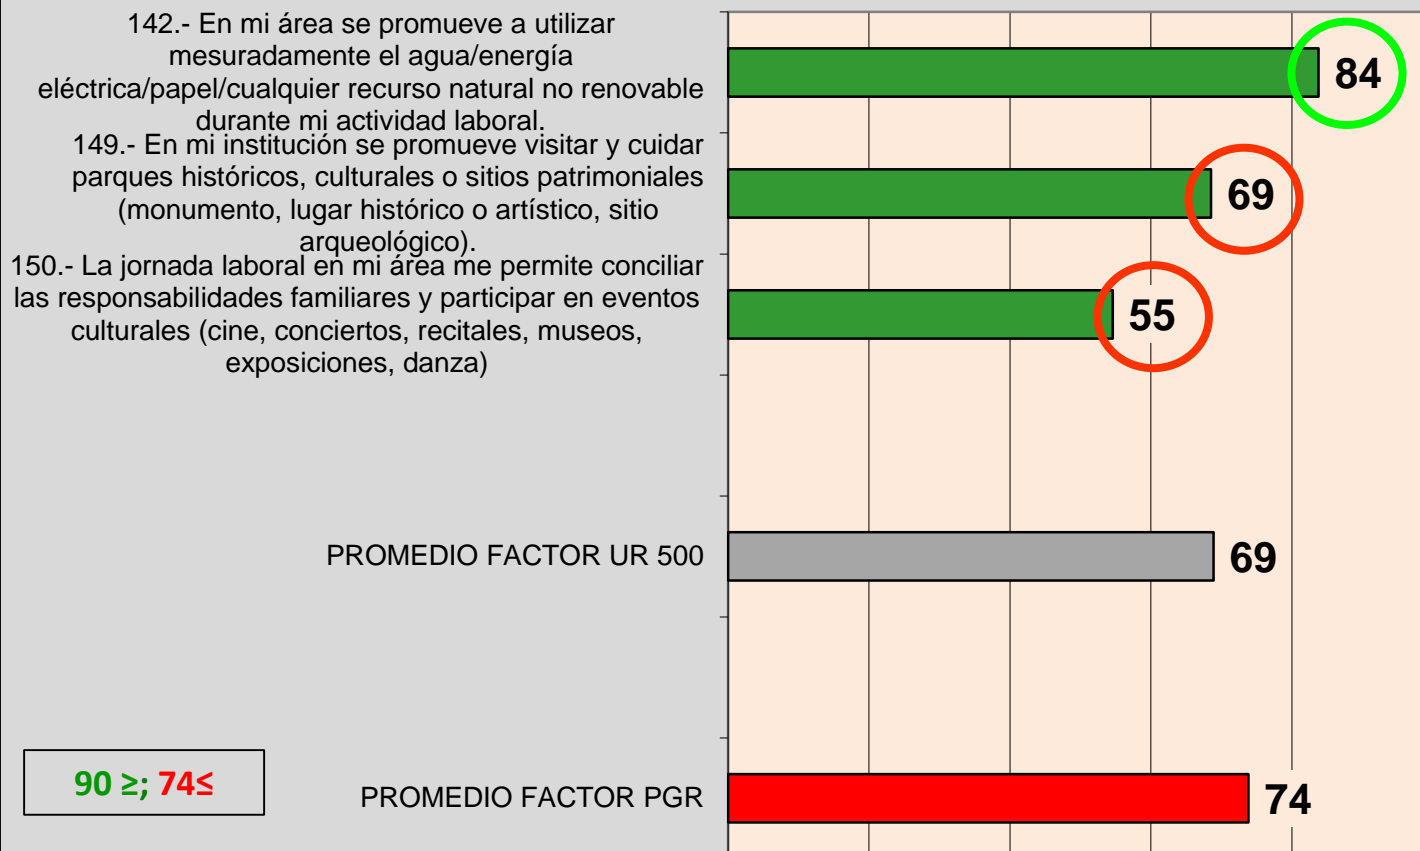 142.- En mi área se promueve a utilizar
mesuradamente el agua/energía
eléctrica/papel/cualquier recurso natural no renovable
durante mi actividad laboral.
84
149.- En mi institución se promueve visitar y cuidar
parques históricos, culturales o sitios patrimoniales
(monumento, lugar histórico o artístico, sitio
arqueológico).
69
150.- La jornada laboral en mi área me permite conciliar
las responsabilidades familiares y participar en eventos
culturales (cine, conciertos, recitales, museos,
exposiciones, danza)
55
PROMEDIO FACTOR UR 500
69
90 ≥; 74≤
PROMEDIO FACTOR PGR
74